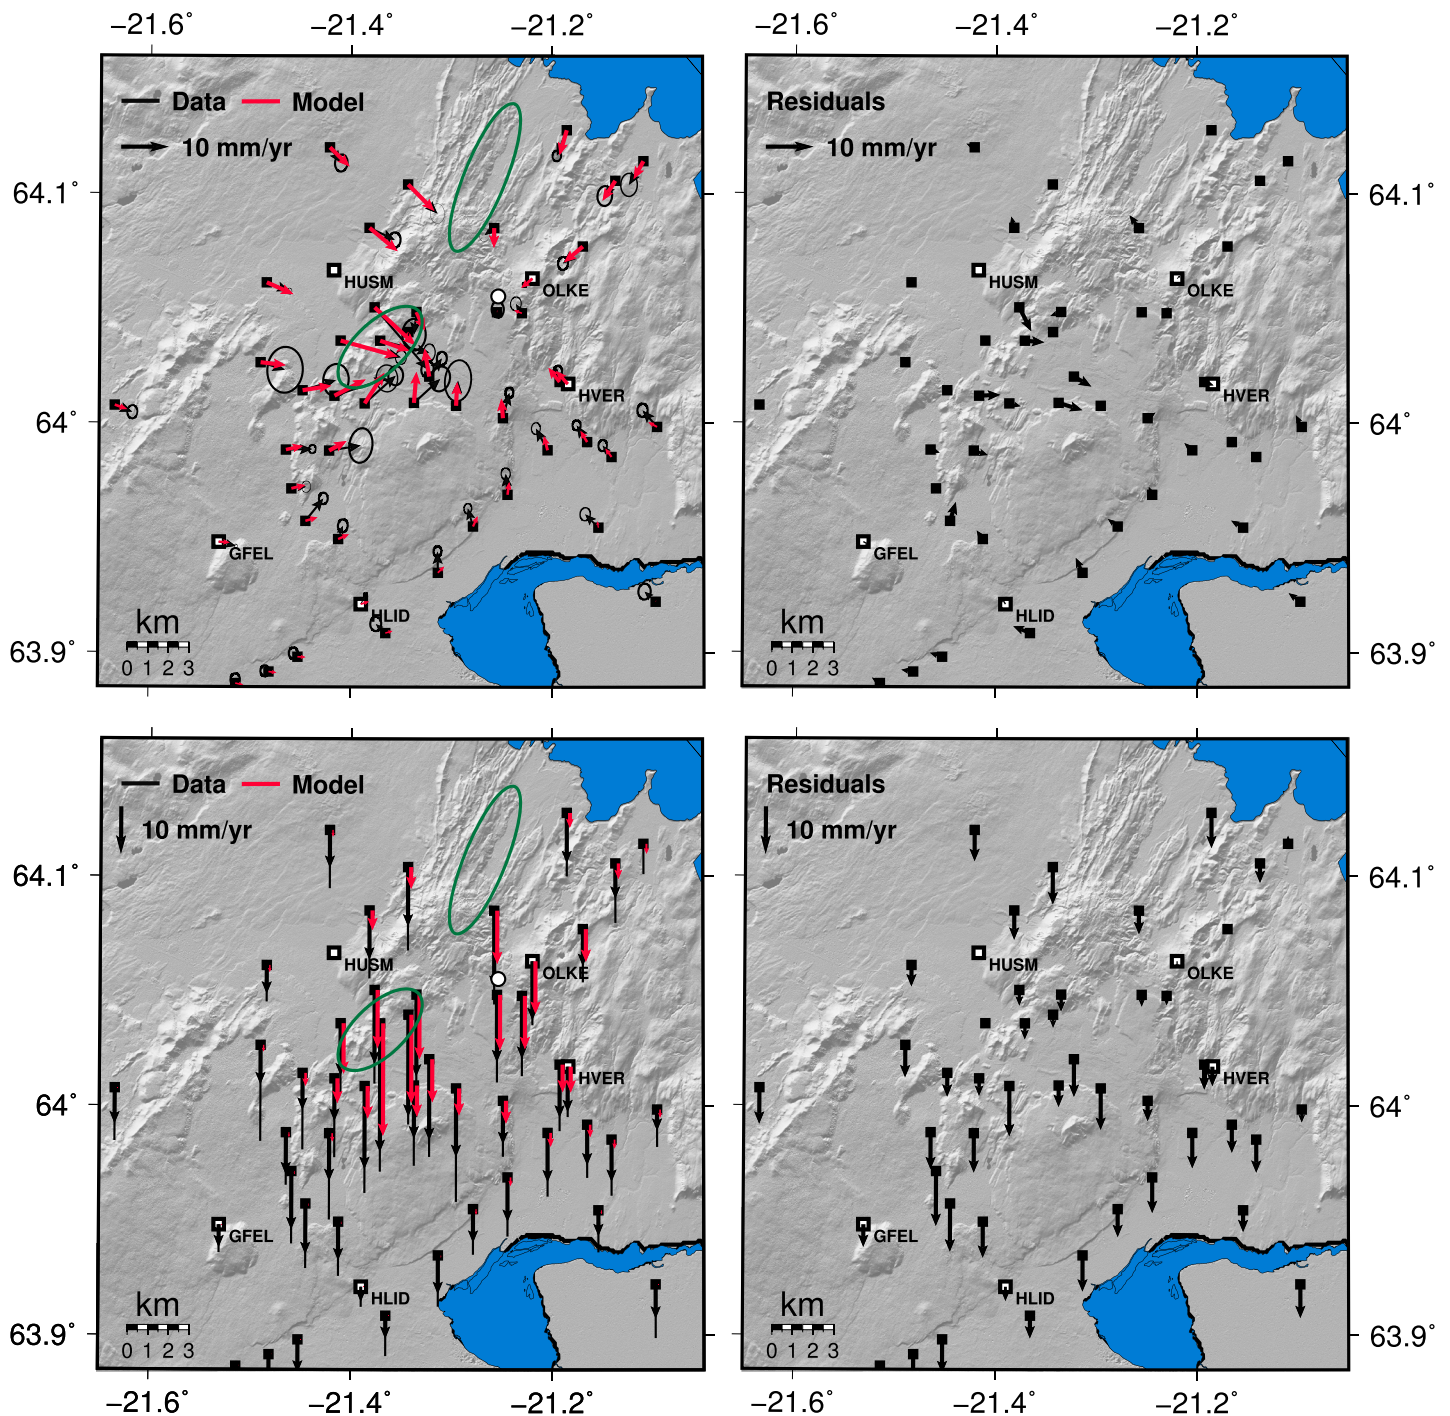 −21.6˚ −21.4˚ −21.2˚ −21.6˚ −21.4˚ −21.2˚
Data Model
10 mm/yr
HUSM
OLKE
HVER
GFEL
HLID
km
0 1 2 3
64.1˚
64˚
63.9˚
Residuals
10 mm/yr
HUSM
OLKE
HVER
GFEL
HLID
km
0 1 2 3
64.1˚
64˚
63.9˚
Data Model
10 mm/yr
HUSM
OLKE
HVER
GFEL
HLID
km
0 1 2 3
64.1˚
64˚
63.9˚
Residuals
10 mm/yr
HUSM
OLKE
HVER
GFEL
HLID
km
0 1 2 3
64.1˚
64˚
63.9˚
−21.6˚ −21.4˚ −21.2˚ −21.6˚ −21.4˚ −21.2˚